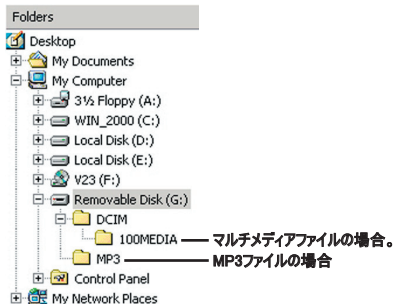 Folders
Desktop
My Documents
My Computer
3½ Floppy (A:)
WIN_2000 (C:)
Local Disk (D:)
Local Disk (E:)
V23 (F:)
Removable Disk (G:)
DCIM
100MEDIA マルチメディアファイルの場合。
MP3 MP3ファイルの場合
Control Panel
My Network Places